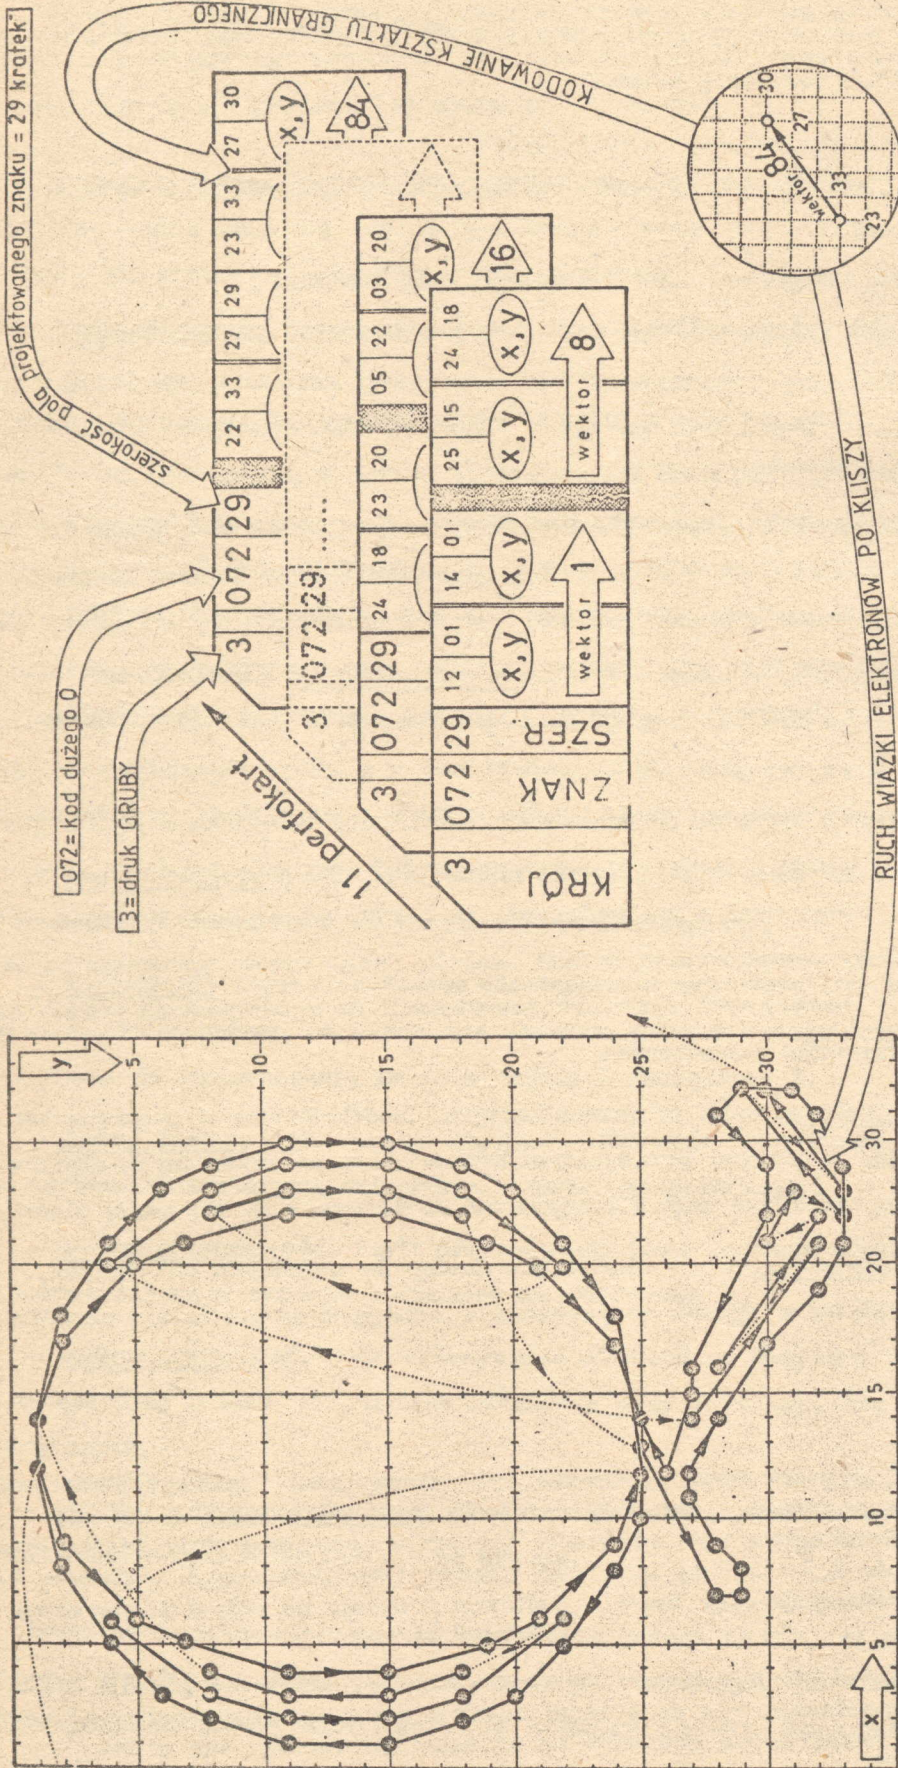 szerokość pola projektowanego znaku = 29 kratek
072 = kod dużego O
3 = druk GRUBY
KODOWANIE KSZTAŁTU GRANICZNEGO
3 072 29 22 33 27 29 23 33 27 30
x, y
84
3 072 29 ......
3 072 29 24 18 23 20 05 22 03 20
x, y
16
3 072 29 12 01 14 01 25 15 24 18
x, y x, y x, y x, y
KRÓJ ZNAK SZER.
wektor 1 wektor 8
11 perfokart
wektor 84
23 33 27 30
RUCH WIĄZKI ELEKTRONÓW PO KLISZY
y
5 10 15 20 25 30
x
5 10 15 20 30